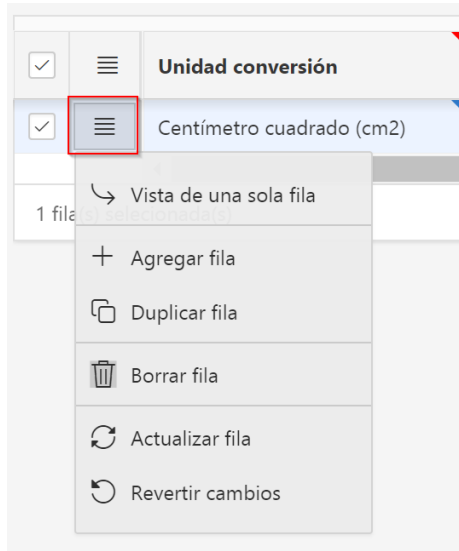 Unidad conversión
Centímetro cuadrado (cm2)
Vista de una sola fila
1 fila(s) selecionada(s)
Agregar fila
Duplicar fila
Borrar fila
Actualizar fila
Revertir cambios